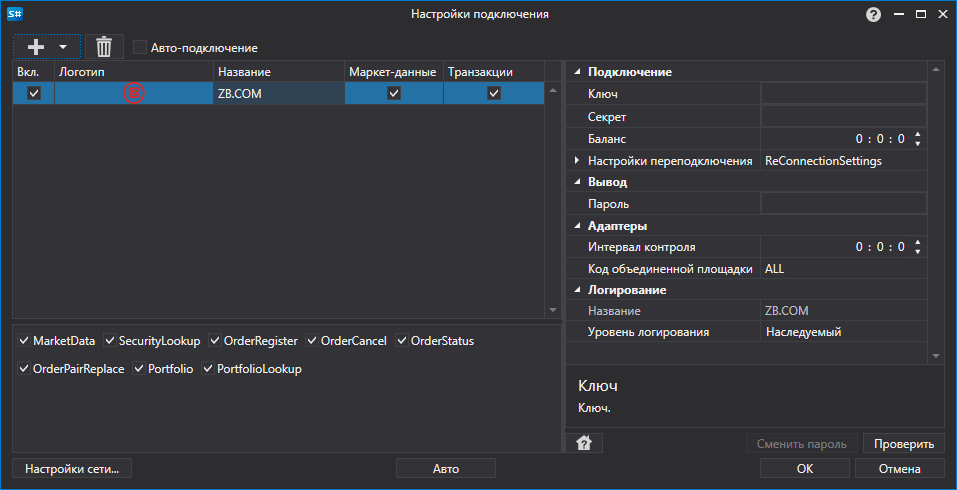 S#
Настройки подключения
?
Авто-подключение
Вкл. Логотип Название Маркет-данные Транзакции
ZB.COM
MarketData SecurityLookup OrderRegister OrderCancel OrderStatus
OrderPairReplace Portfolio PortfolioLookup
Подключение
Ключ
Секрет
Баланс 0 : 0 : 0
Настройки переподключения ReConnectionSettings
Вывод
Пароль
Адаптеры
Интервал контроля 0 : 0 : 0
Код объединенной площадки ALL
Логирование
Название ZB.COM
Уровень логирования Наследуемый
Ключ
Ключ.
?
Сменить пароль Проверить
Настройки сети... Авто OK Отмена